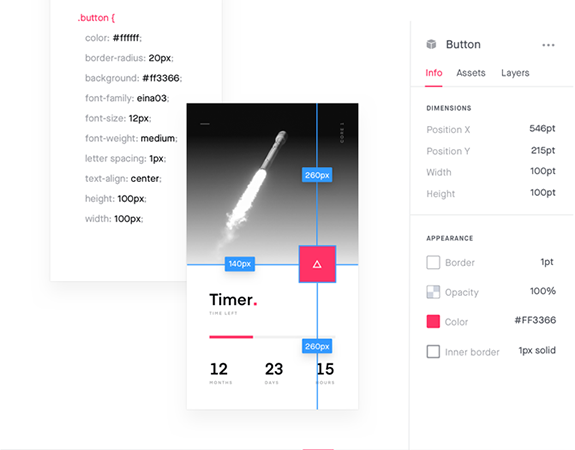 .button {
color: #ffffff;
border-radius: 20px;
background: #ff3366;
font-family: eina03;
font-size: 12px;
font-weight: medium;
letter spacing: 1px;
text-align: center;
height: 100px;
width: 100px;
260px
140px
Timer.
TIME LEFT
260px
12
23
15
MONTHS
DAYS
HOURS
Button
Info
Assets
Layers
DIMENSIONS
Position X 546pt
Position Y 215pt
Width 100pt
Height 100pt
APPEARANCE
Border 1pt
Opacity 100%
Color #FF3366
Inner border 1px solid